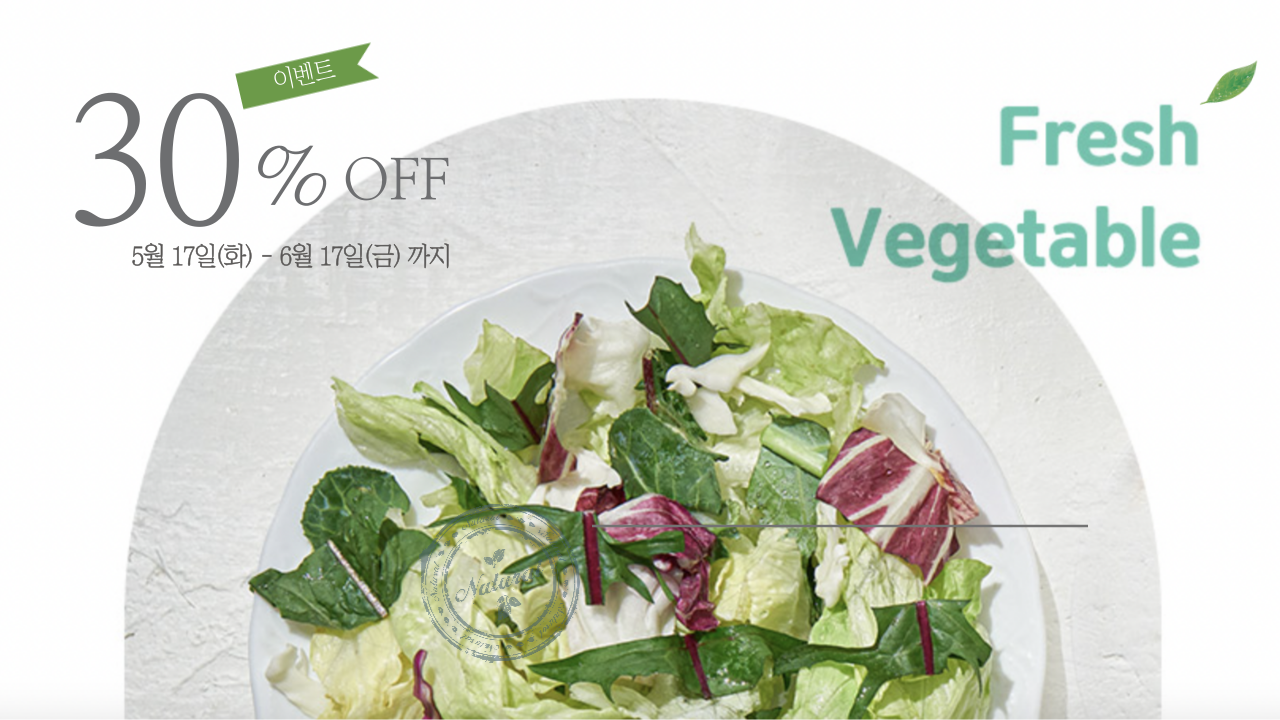 이벤트
30% OFF
5월 17일(화) - 6월 17일(금) 까지
Fresh
Vegetable
Natural